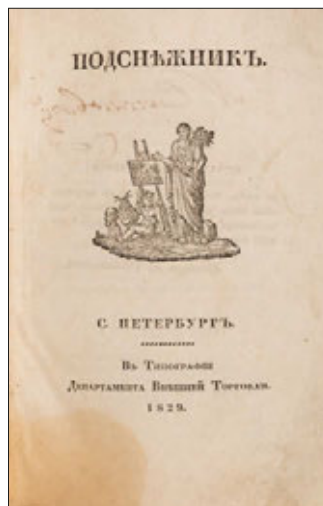 ПОДСНѢЖНИКЪ.
С. ПЕТЕРБУРГЪ.
Въ Типографіи
Департамента Внѣшней Торговли.
1829.